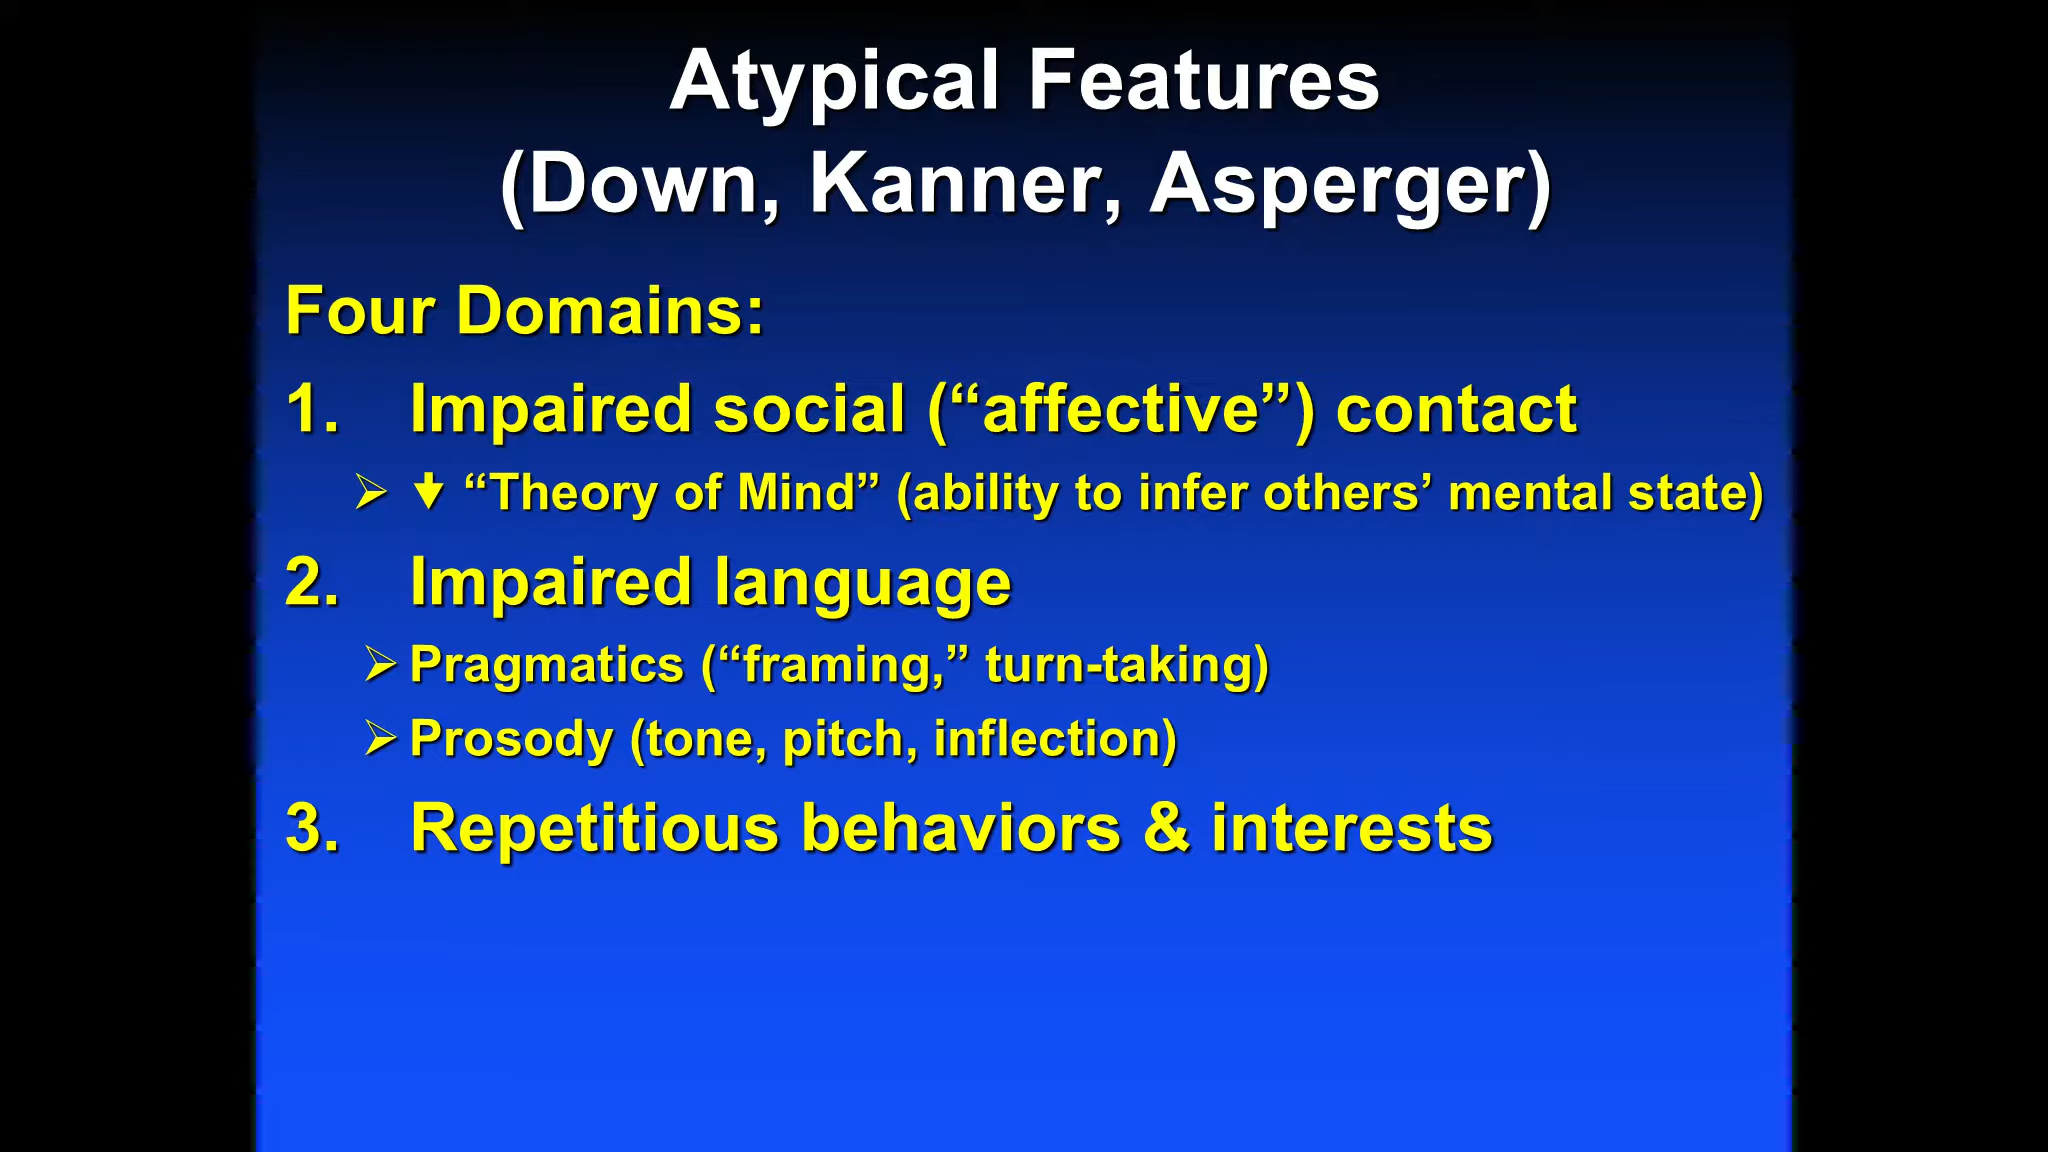 Atypical Features
(Down, Kanner, Asperger)
Four Domains:
1. Impaired social (“affective”) contact
➢ 🠋 “Theory of Mind” (ability to infer others’ mental state)
2. Impaired language
➢ Pragmatics (“framing,” turn-taking)
➢ Prosody (tone, pitch, inflection)
3. Repetitious behaviors & interests